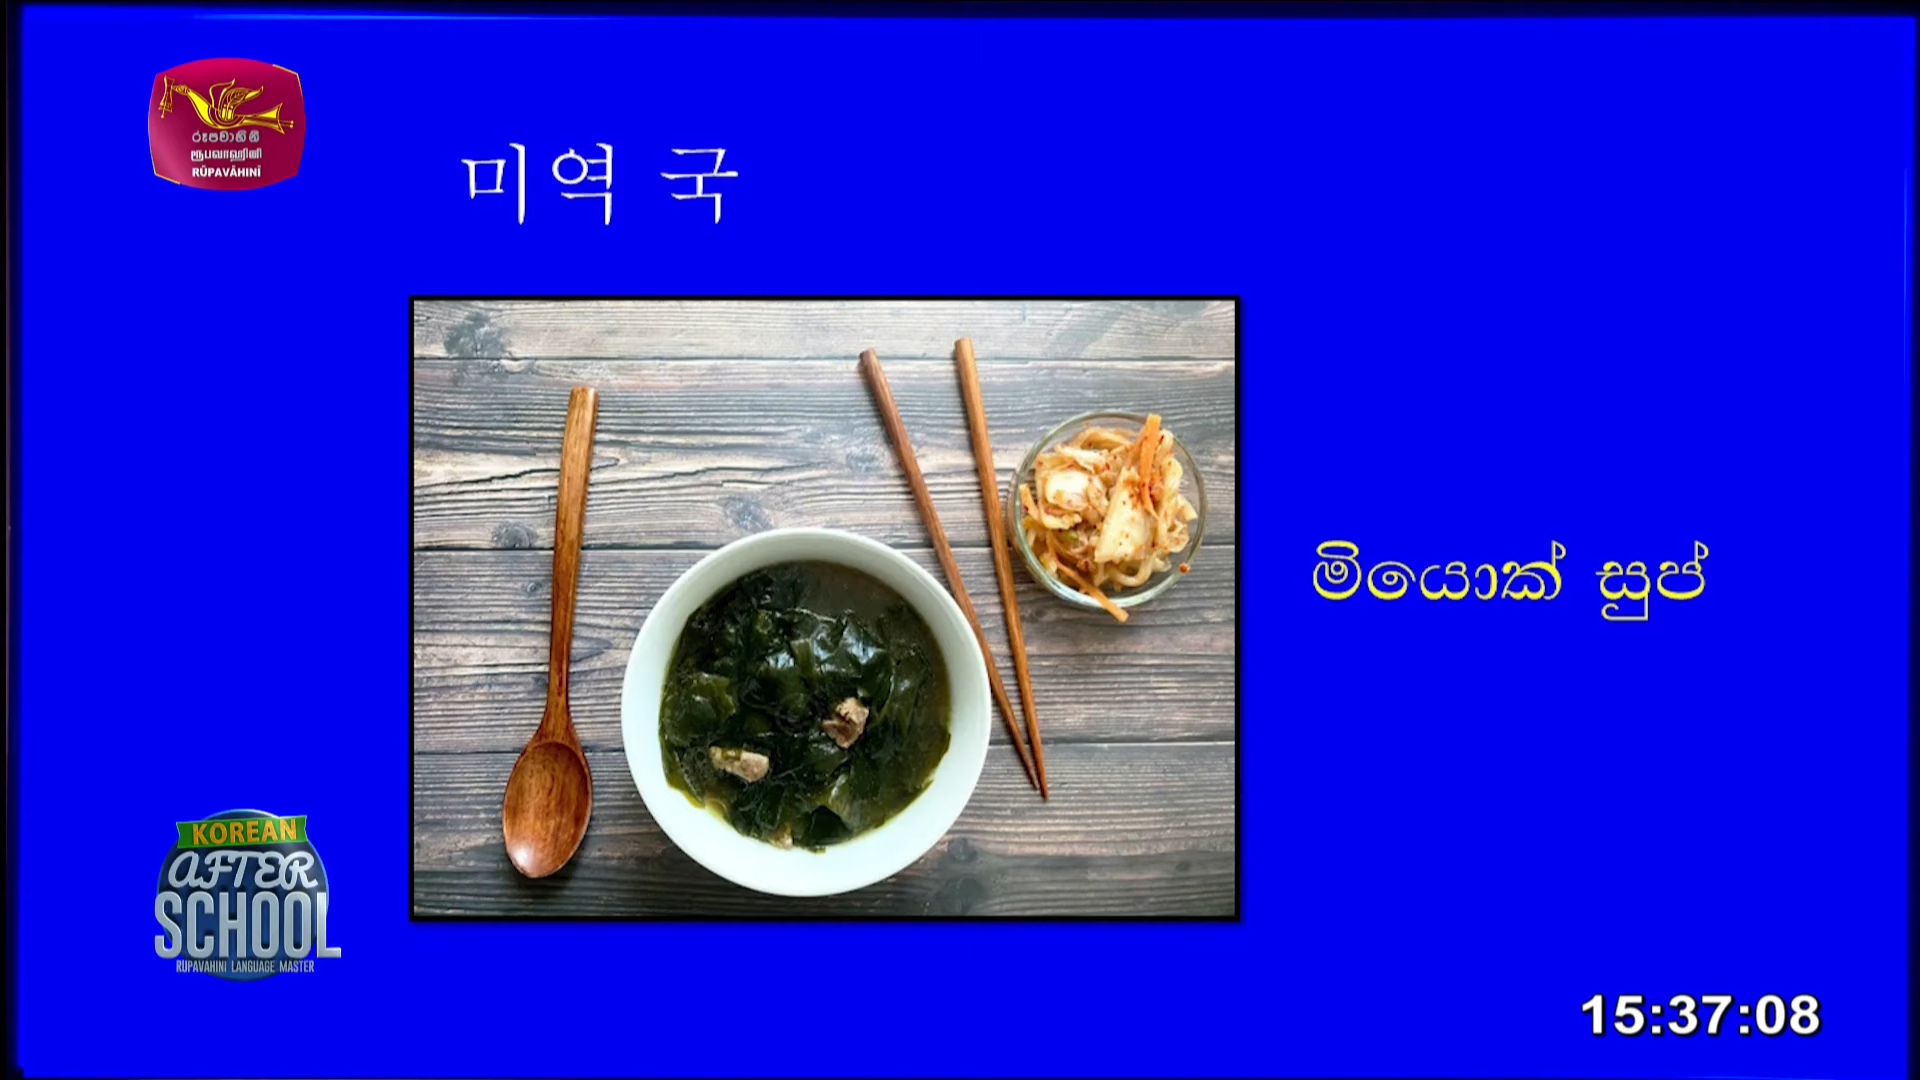 රූපවාහිනී
ரூபவாஹினி
RŪPAVĀHINĪ
미역 국
මියොක් සුප්
KOREAN
AFTER
SCHOOL
RUPAVAHINI LANGUAGE MASTER
15:37:08